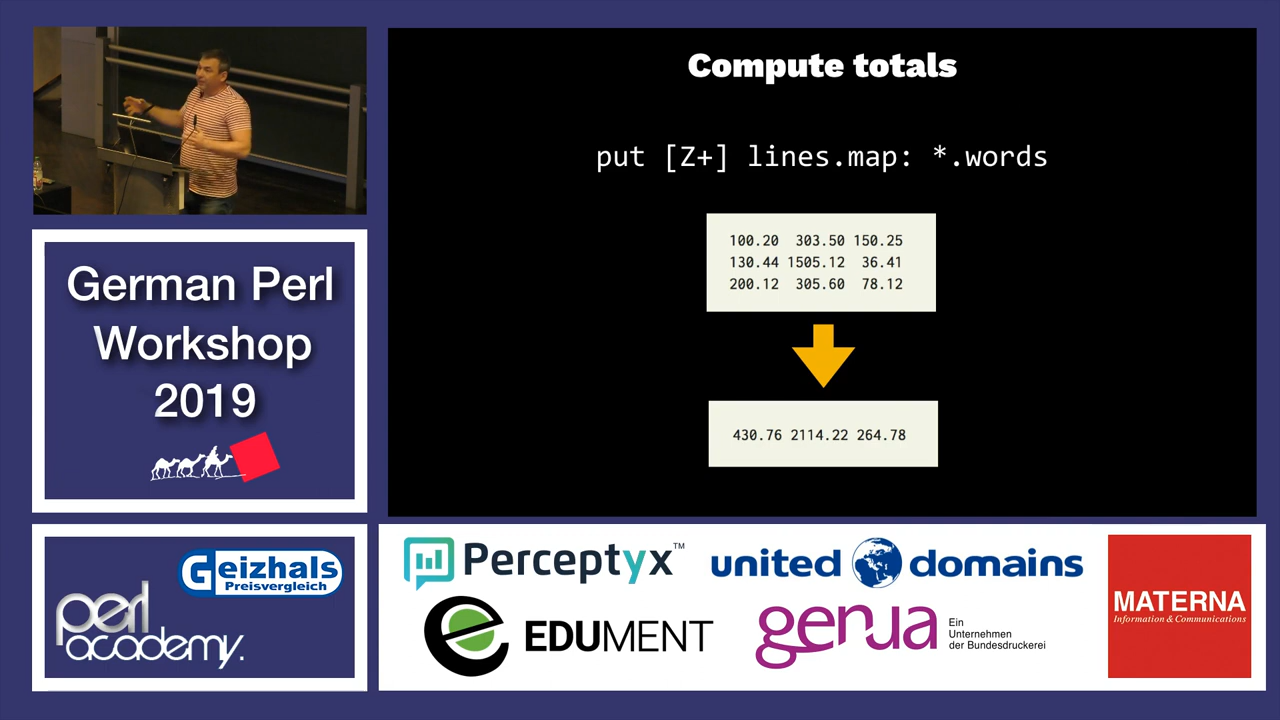 Compute totals
put [Z+] lines.map: *.words
100.20 303.50 150.25
130.44 1505.12 36.41
200.12 305.60 78.12
430.76 2114.22 264.78
German Perl
Workshop
2019
Geizhals
Preisvergleich
perl
academy.
Perceptyx™
united domains
EDUMENT
genua
Ein
Unternehmen
der Bundesdruckerei
MATERNA
Information & Communications